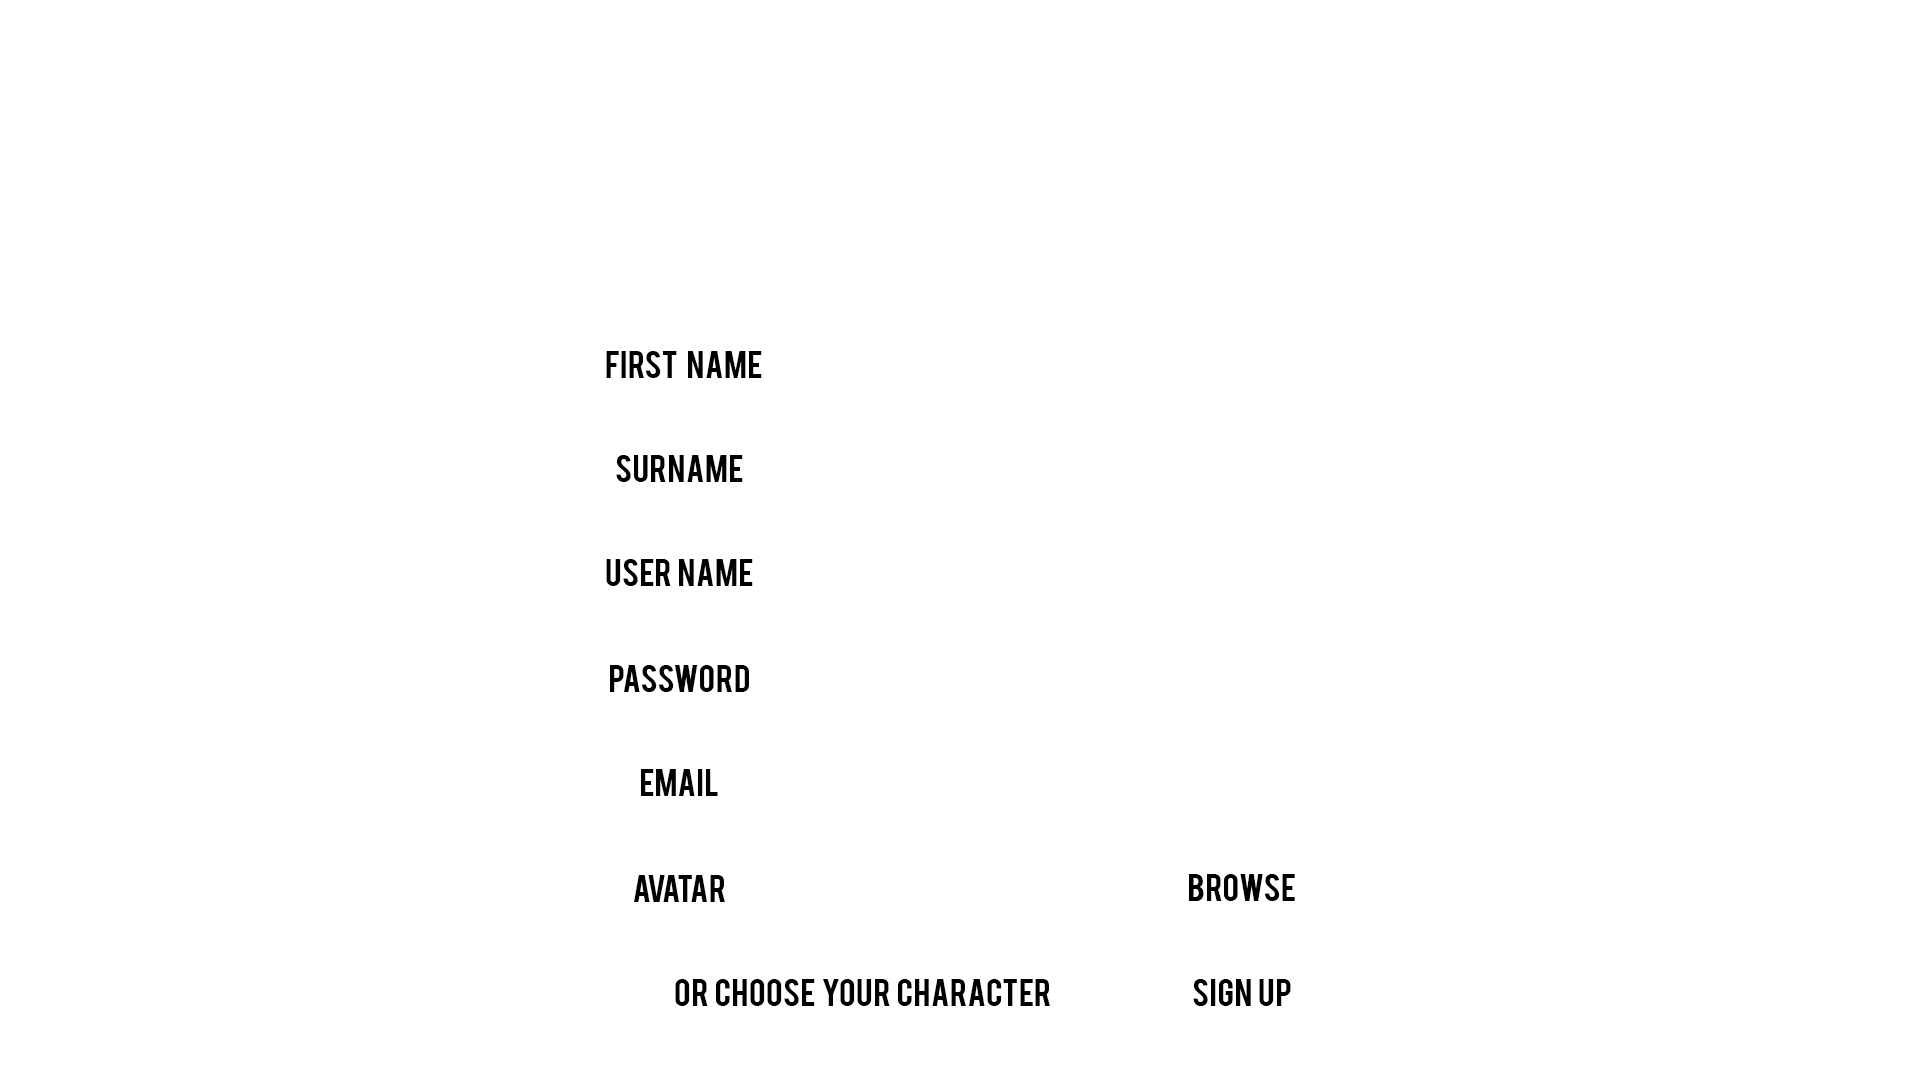 FIRST NAME
SURNAME
USER NAME
PASSWORD
EMAIL
AVATAR BROWSE
OR CHOOSE YOUR CHARACTER SIGN UP